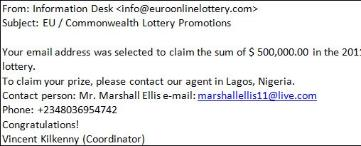 From: Information Desk <info@euroonlinelottery.com>
Subject: EU / Commonwealth Lottery Promotions
Your email address was selected to claim the sum of $ 500,000.00 in the 201
lottery.
To claim your prize, please contact our agent in Lagos, Nigeria.
Contact person: Mr. Marshall Ellis e-mail: marshallellis11@live.com
Phone: +2348036954742
Congratulations!
Vincent Kilkenny (Coordinator)